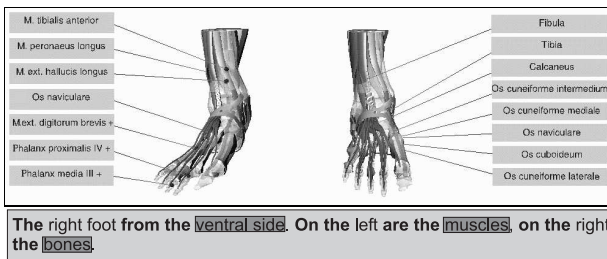 M. tibialis anterior
M. peronaeus longus
M. ext. hallucis longus
Os naviculare
M.ext. digitorum brevis +
Phalanx proximalis IV +
Phalanx media III +
Fibula
Tibia
Calcaneus
Os cuneiforme intermedium
Os cuneiforme mediale
Os naviculare
Os cuboideum
Os cuneiforme laterale
The right foot from the ventral side. On the left are the muscles, on the right
the bones.